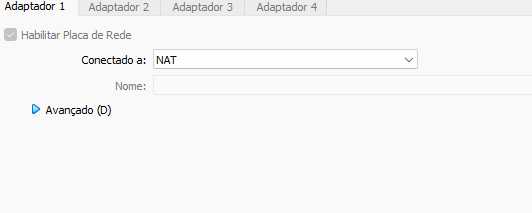 Adaptador 1 Adaptador 2 Adaptador 3 Adaptador 4
Habilitar Placa de Rede
Conectado a: NAT
Nome:
Avançado (D)